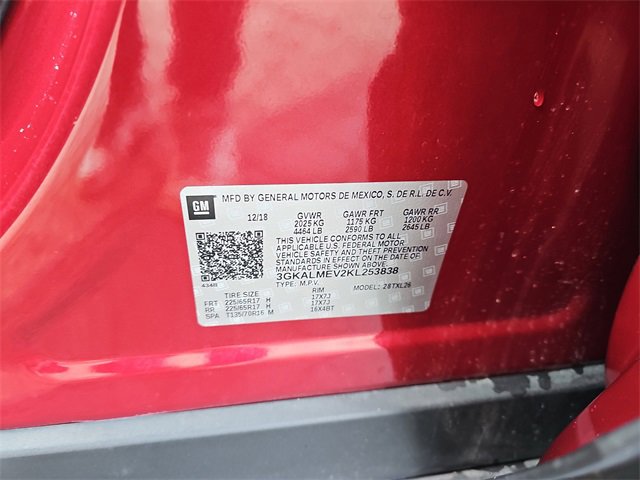 GM MFD BY GENERAL MOTORS DE MEXICO, S. DE R.L. DE C.V.
12/18 GVWR GAWR FRT GAWR RR
2025 KG 1175 KG 1200 KG
4464 LB 2590 LB 2645 LB
THIS VEHICLE CONFORMS TO ALL
APPLICABLE U.S. FEDERAL MOTOR
VEHICLE SAFETY AND THEFT PREVENTION
STANDARDS IN EFFECT ON THE DATE OF
MANUFACTURE SHOWN ABOVE.
3GKALMEV2KL253838
4348 TYPE: M.P.V. MODEL: 28TXL26
TIRE SIZE RIM
FRT 225/65R17 H 17X7J
RR 225/65R17 H 17X7J
SPA T135/70R16 M 16X4BT